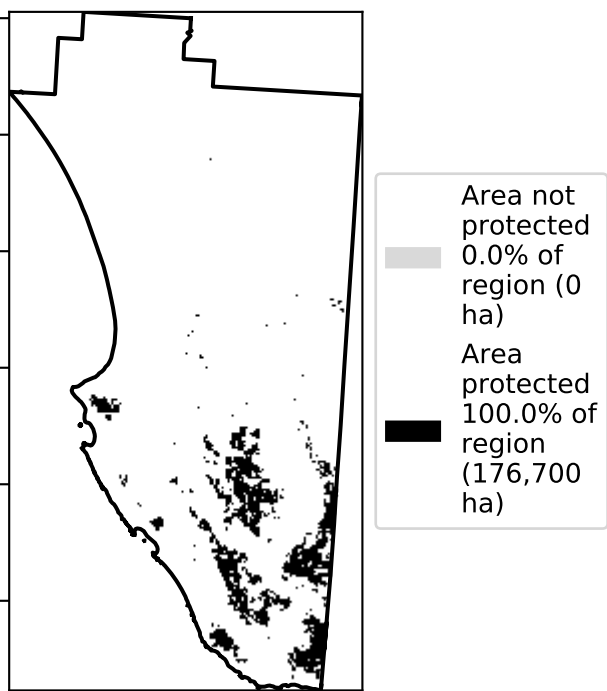 Area not
protected
0.0% of
region (0
ha)
Area
protected
100.0% of
region
(176,700
ha)